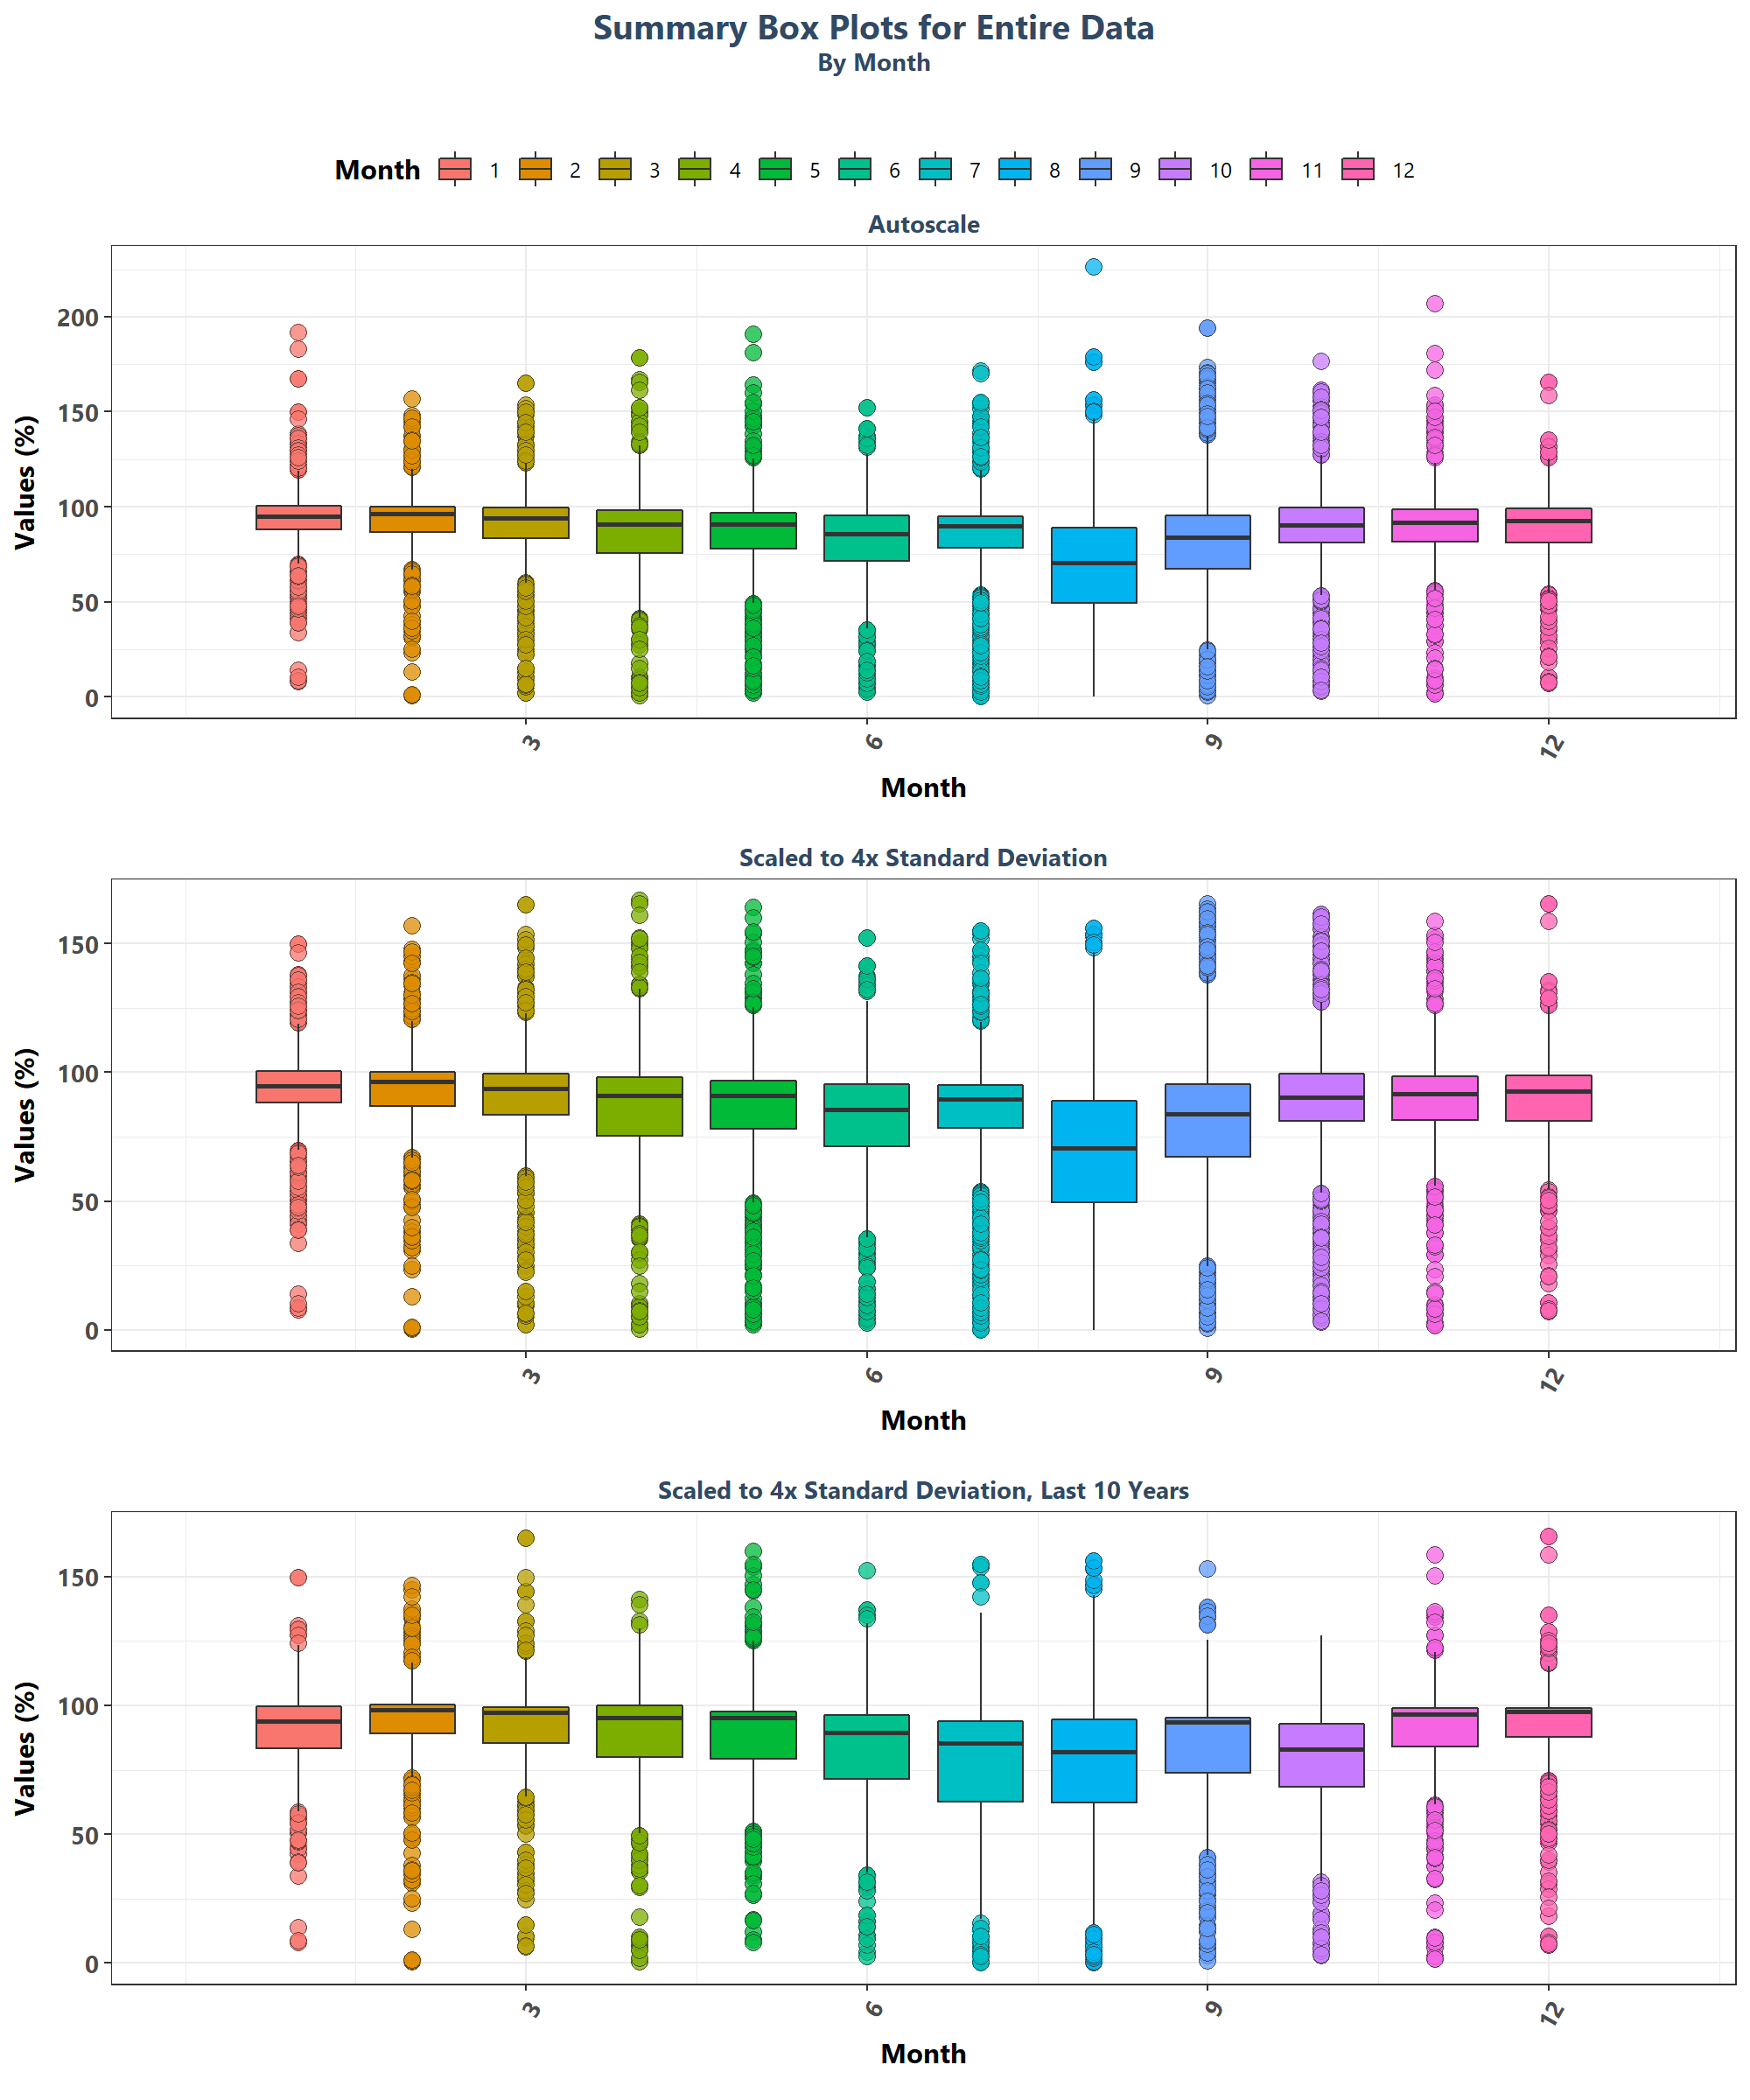 Summary Box Plots for Entire Data
By Month
Month 1 2 3 4 5 6 7 8 9 10 11 12
Autoscale
Values (%)
200
150
100
50
0
3 6 9 12
Month
Scaled to 4x Standard Deviation
Values (%)
150
100
50
0
3 6 9 12
Month
Scaled to 4x Standard Deviation, Last 10 Years
Values (%)
150
100
50
0
3 6 9 12
Month